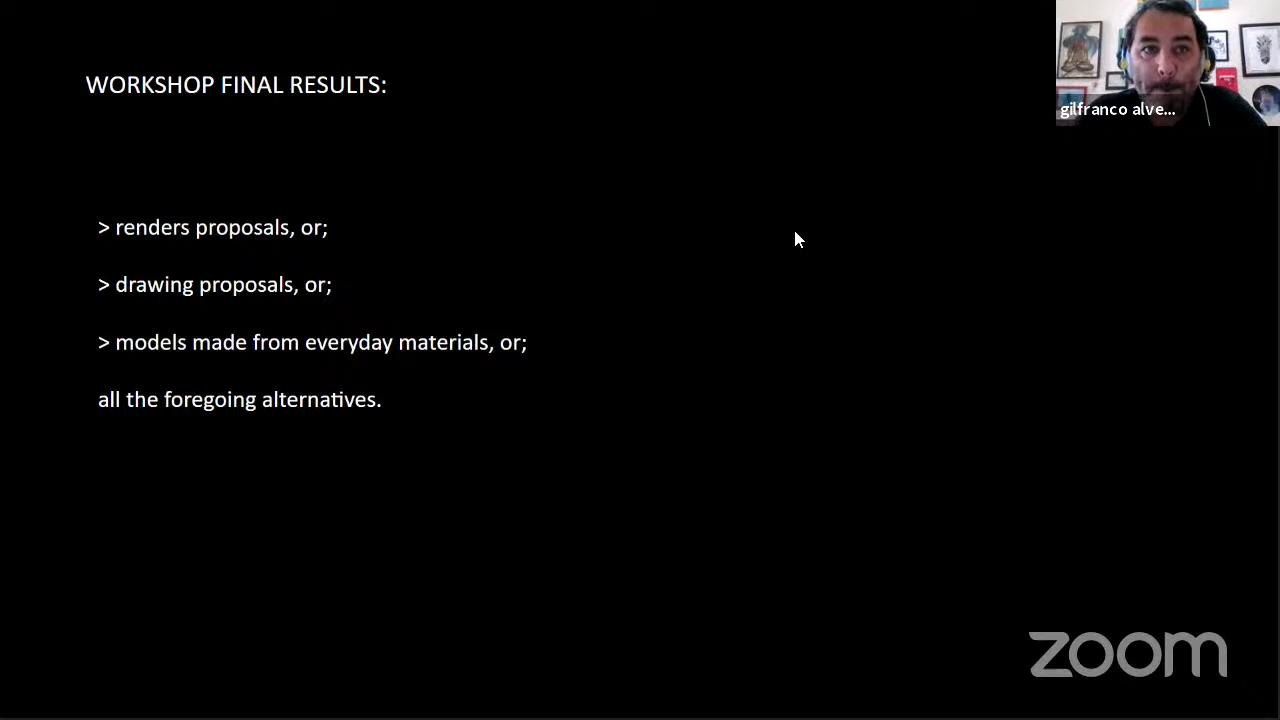 WORKSHOP FINAL RESULTS:
gilfranco alve...
> renders proposals, or;
> drawing proposals, or;
> models made from everyday materials, or;
all the foregoing alternatives.
zoom